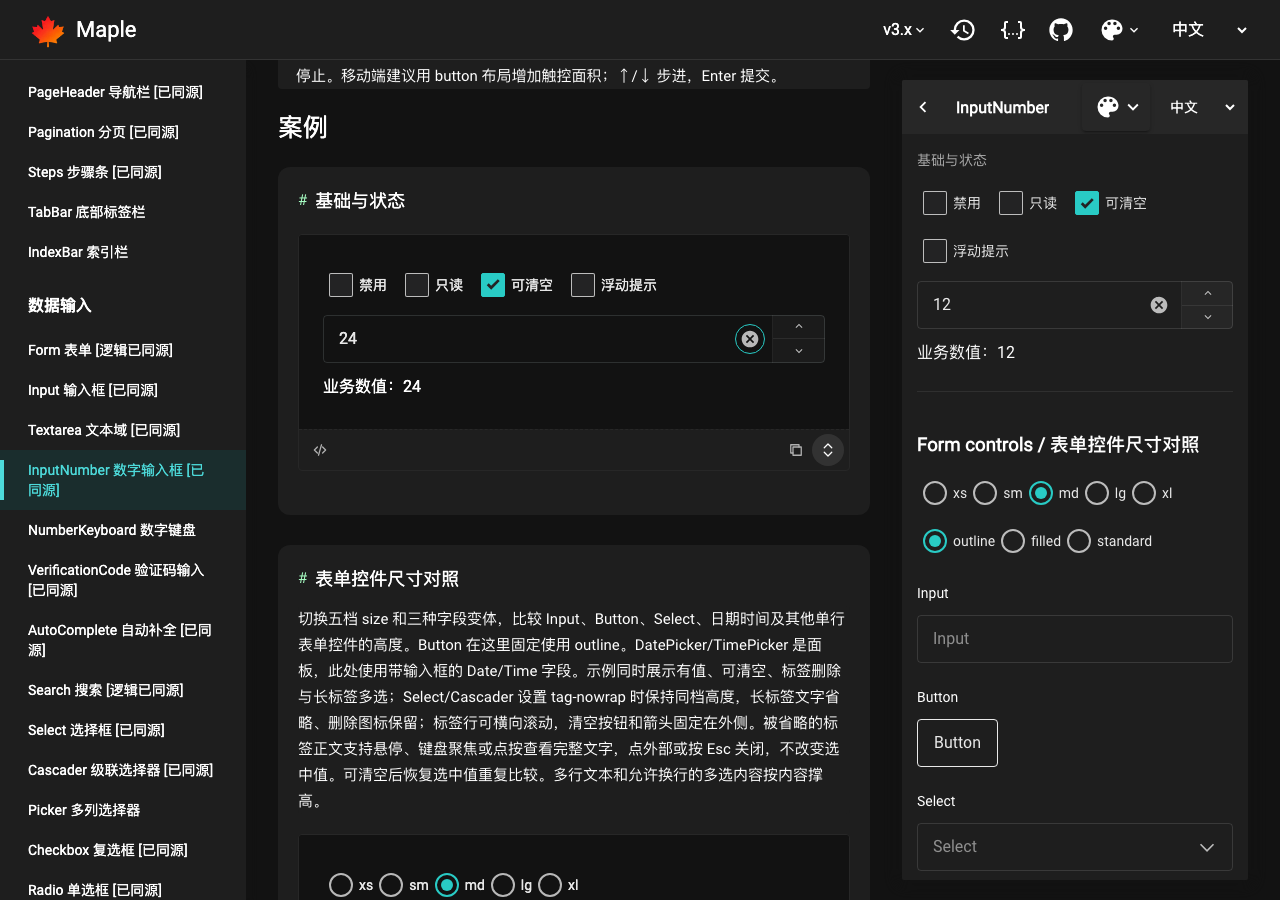 Maple
v3.x
{...}
中文
PageHeader 导航栏 [已同源]
Pagination 分页 [已同源]
Steps 步骤条 [已同源]
TabBar 底部标签栏
IndexBar 索引栏
数据输入
Form 表单 [逻辑已同源]
Input 输入框 [已同源]
Textarea 文本域 [已同源]
InputNumber 数字输入框 [已
同源]
NumberKeyboard 数字键盘
VerificationCode 验证码输入
[已同源]
AutoComplete 自动补全 [已同
源]
Search 搜索 [逻辑已同源]
Select 选择框 [已同源]
Cascader 级联选择器 [已同源]
Picker 多列选择器
Checkbox 复选框 [已同源]
Radio 单选框 [已同源]
停止。移动端建议用 button 布局增加触控面积；↑/↓ 步进，Enter 提交。
案例
# 基础与状态
禁用 只读 可清空 浮动提示
24
业务数值：24
# 表单控件尺寸对照
切换五档 size 和三种字段变体，比较 Input、Button、Select、日期时间及其他单行
表单控件的高度。Button 在这里固定使用 outline。DatePicker/TimePicker 是面
板，此处使用带输入框的 Date/Time 字段。示例同时展示有值、可清空、标签删除
与长标签多选；Select/Cascader 设置 tag-nowrap 时保持同档高度，长标签文字省
略、删除图标保留；标签行可横向滚动，清空按钮和箭头固定在外侧。被省略的标
签正文支持悬停、键盘聚焦或点按查看完整文字，点外部或按 Esc 关闭，不改变选
中值。可清空后恢复选中值重复比较。多行文本和允许换行的多选内容按内容撑
高。
xs sm md lg xl
InputNumber
中文
基础与状态
禁用 只读 可清空
浮动提示
12
业务数值：12
Form controls / 表单控件尺寸对照
xs sm md lg xl
outline filled standard
Input
Input
Button
Button
Select
Select